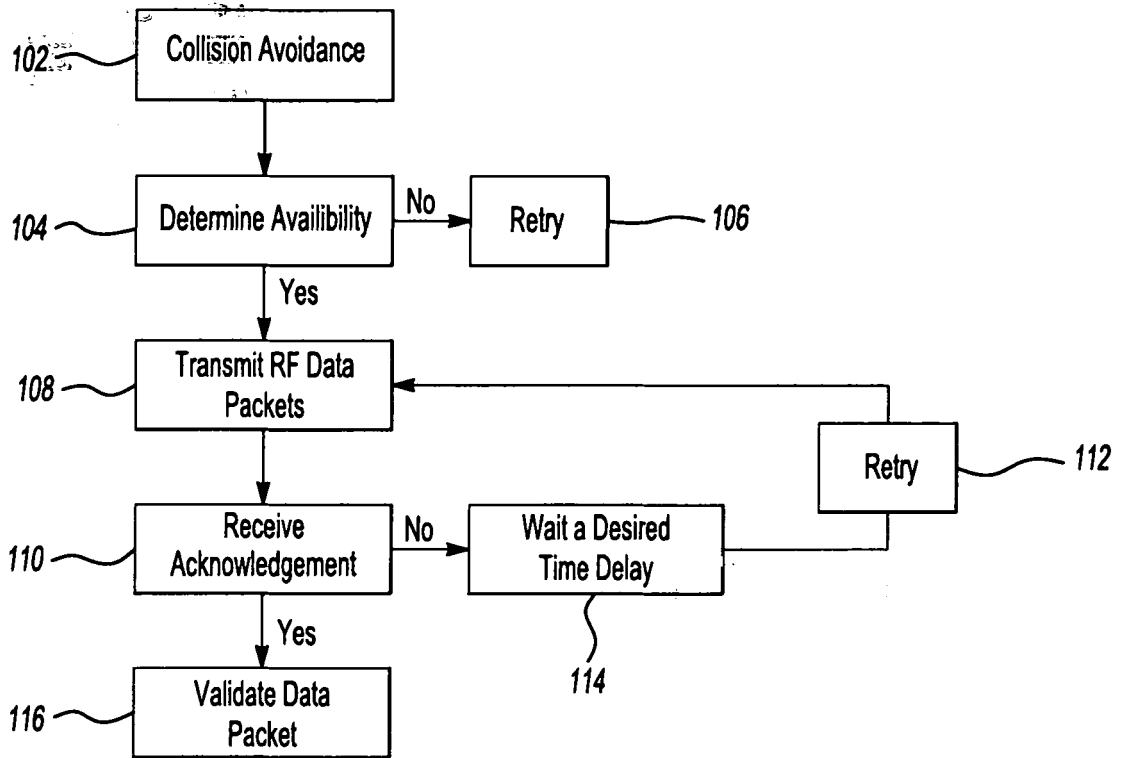 102
Collision Avoidance
104
Determine Availibility
No
Retry
106
Yes
108
Transmit RF Data
Packets
Retry
112
110
Receive
Acknowledgement
No
Wait a Desired
Time Delay
114
Yes
116
Validate Data
Packet